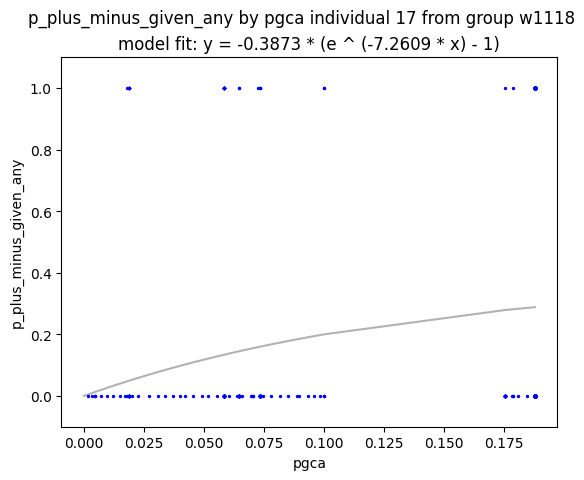 p_plus_minus_given_any by pgca individual 17 from group w1118
model fit: y = -0.3873 * (e ^ (-7.2609 * x) - 1)
1.0
0.8
0.6
0.4
0.2
0.0
p_plus_minus_given_any
0.000 0.025 0.050 0.075 0.100 0.125 0.150 0.175
pgca